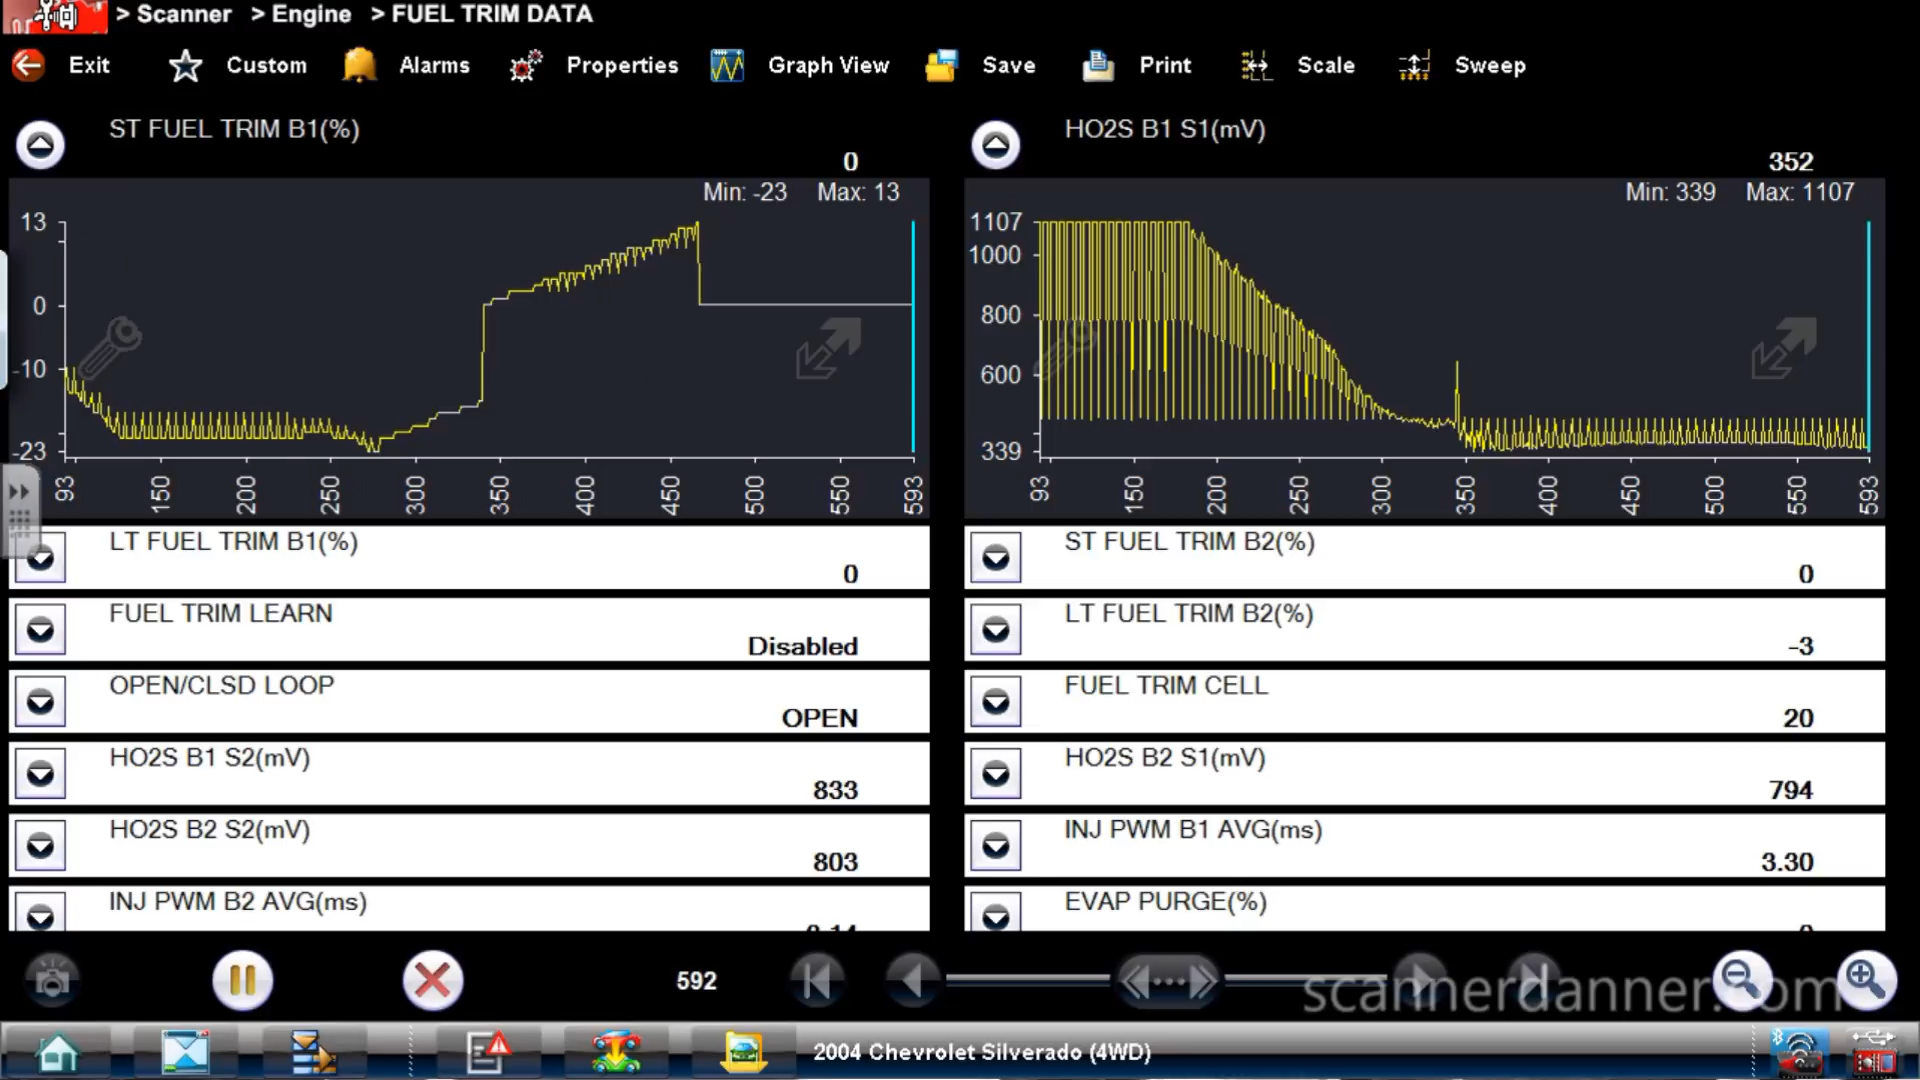 > Scanner > Engine > FUEL TRIM DATA
Exit Custom Alarms Properties Graph View Save Print Scale Sweep
ST FUEL TRIM B1(%)
0
Min: -23 Max: 13
13
0
-10
-23
93 150 200 250 300 350 400 450 500 550 593
HO2S B1 S1(mV)
352
Min: 339 Max: 1107
1107
1000
800
600
339
93 150 200 250 300 350 400 450 500 550 593
LT FUEL TRIM B1(%)
0
ST FUEL TRIM B2(%)
0
FUEL TRIM LEARN
Disabled
LT FUEL TRIM B2(%)
-3
OPEN/CLSD LOOP
OPEN
FUEL TRIM CELL
20
HO2S B1 S2(mV)
833
HO2S B2 S1(mV)
794
HO2S B2 S2(mV)
803
INJ PWM B1 AVG(ms)
3.30
INJ PWM B2 AVG(ms)
EVAP PURGE(%)
592
scannerdanner.com
2004 Chevrolet Silverado (4WD)